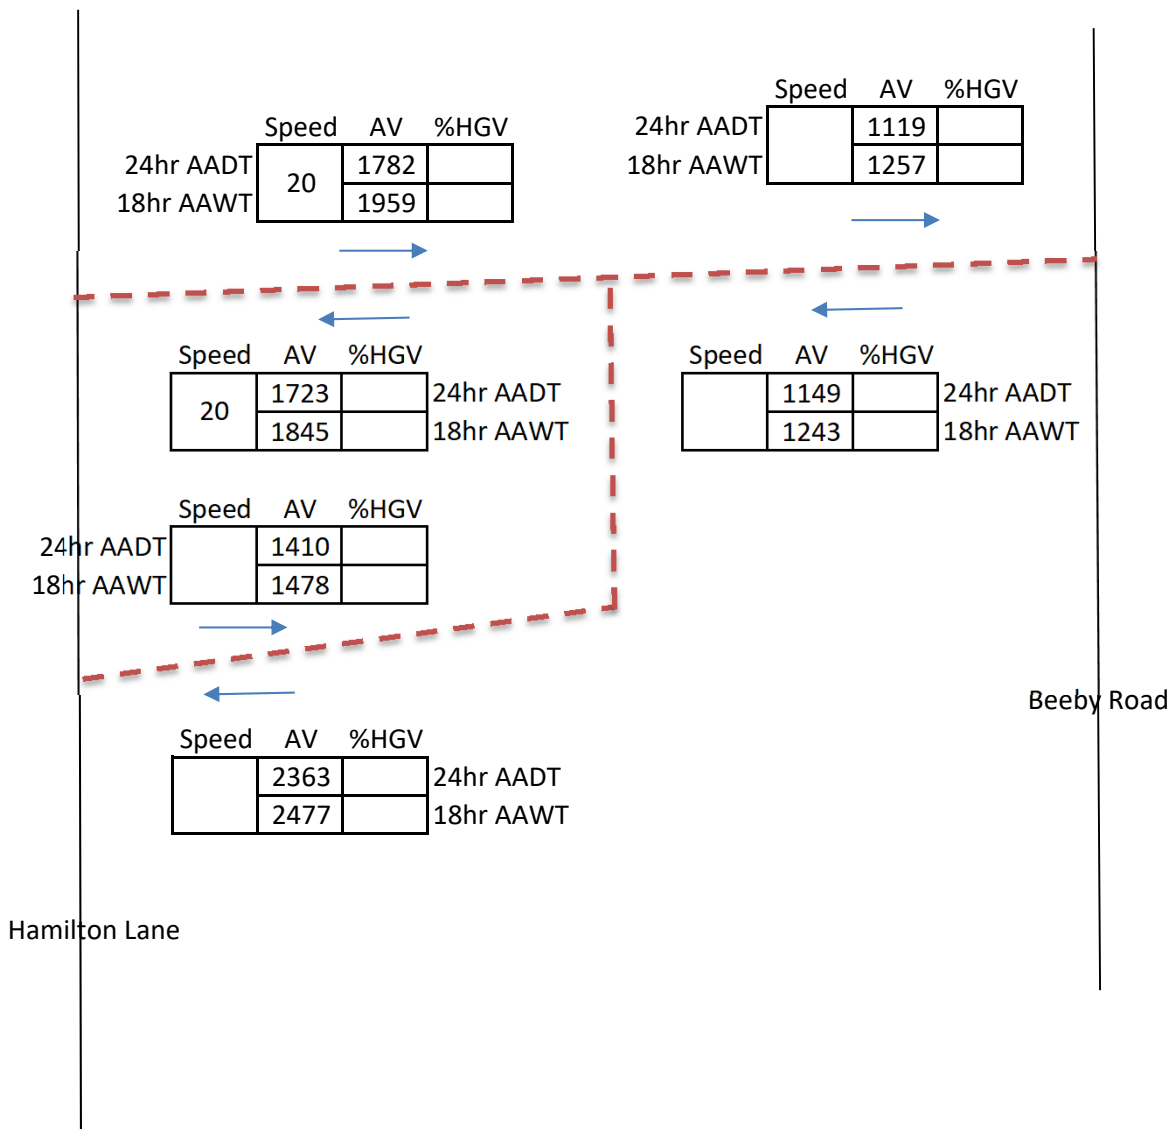 Speed AV %HGV
24hr AADT 1119
18hr AAWT 1257
Speed AV %HGV
24hr AADT 20 1782
18hr AAWT 1959
Speed AV %HGV
20 1723 24hr AADT
1845 18hr AAWT
Speed AV %HGV
1149 24hr AADT
1243 18hr AAWT
Speed AV %HGV
24hr AADT 1410
18hr AAWT 1478
Beeby Road
Speed AV %HGV
2363 24hr AADT
2477 18hr AAWT
Hamilton Lane